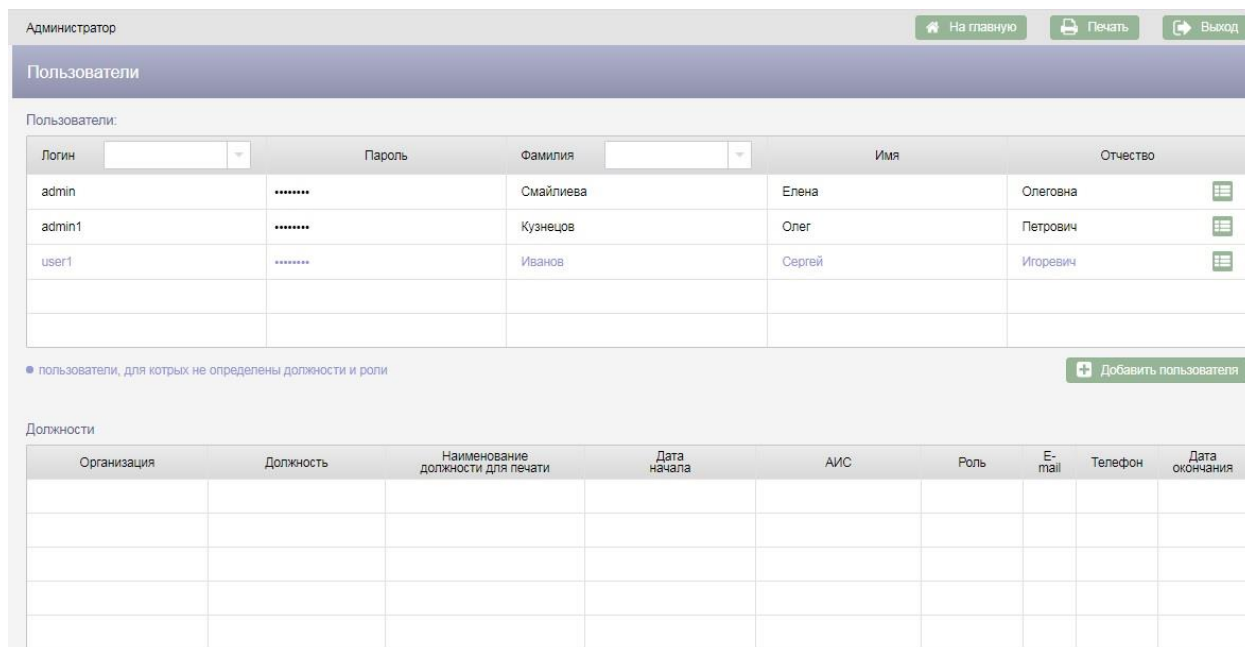 Администратор На главную Печать Выход
Пользователи
Пользователи:
Логин Пароль Фамилия Имя Отчество
admin •••••••• Смайлиева Елена Олеговна
admin1 •••••••• Кузнецов Олег Петрович
user1 •••••••• Иванов Сергей Игоревич
● пользователи, для котрых не определены должности и роли Добавить пользователя
Должности
Организация Должность Наименование должности для печати Дата начала АИС Роль E-mail Телефон Дата окончания